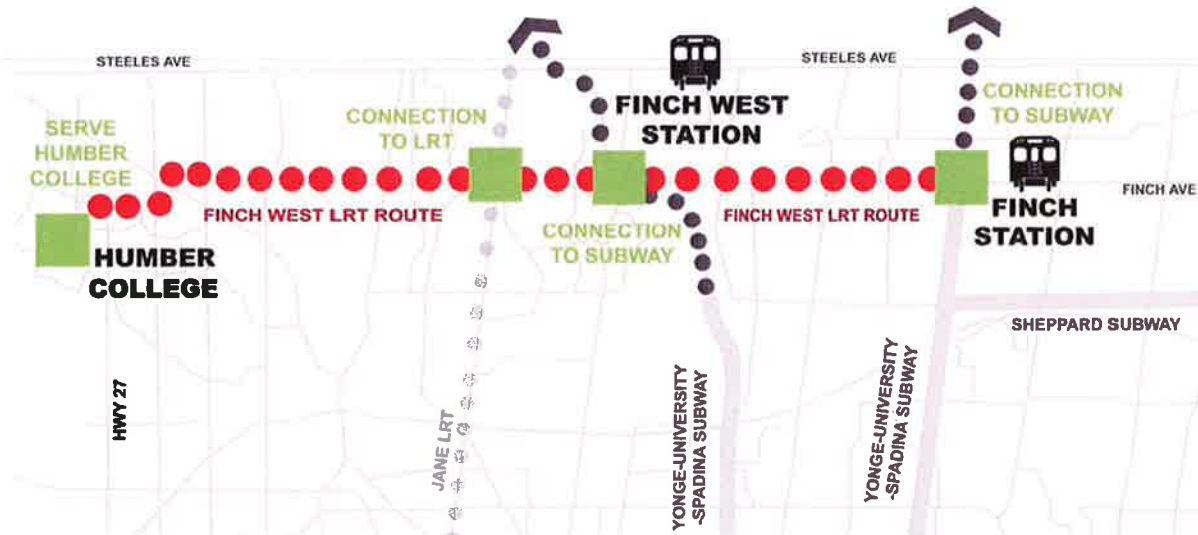 STEELES AVE
FINCH WEST
STATION
STEELES AVE
CONNECTION
TO SUBWAY
CONNECTION
TO LRT
SERVE
HUMBER
COLLEGE
FINCH AVE
FINCH WEST LRT ROUTE
CONNECTION
TO SUBWAY
FINCH WEST LRT ROUTE
FINCH
STATION
HUMBER
COLLEGE
SHEPPARD SUBWAY
HWY 27
JANE LRT
YONGE-UNIVERSITY
-SPADINA SUBWAY
YONGE-UNIVERSITY
-SPADINA SUBWAY